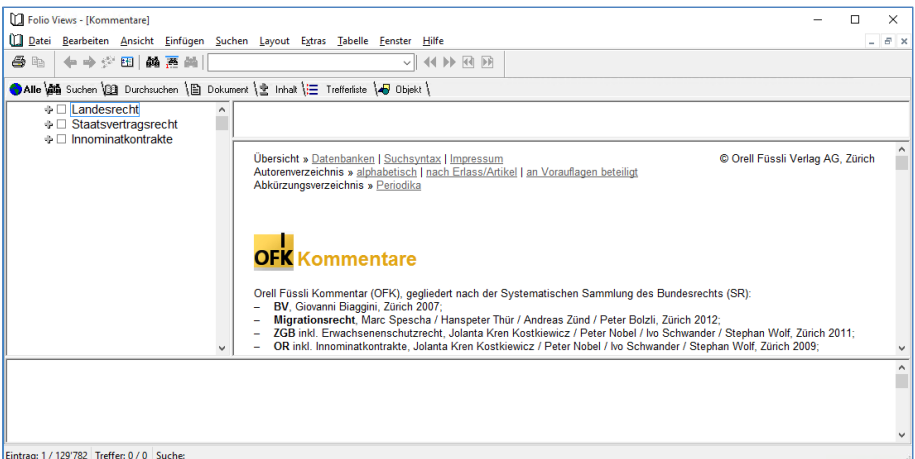 Folio Views - [Kommentare]
Datei Bearbeiten Ansicht Einfügen Suchen Layout Extras Tabelle Fenster Hilfe
Alle Suchen Durchsuchen Dokument Inhalt Trefferliste Objekt
Landesrecht
Staatsvertragsrecht
Innominatkontrakte
Übersicht » Datenbanken | Suchsyntax | Impressum © Orell Füssli Verlag AG, Zürich
Autorenverzeichnis » alphabetisch | nach Erlass/Artikel | an Vorauflagen beteiligt
Abkürzungsverzeichnis » Periodika
OFK Kommentare
Orell Füssli Kommentar (OFK), gegliedert nach der Systematischen Sammlung des Bundesrechts (SR):
– BV, Giovanni Biaggini, Zürich 2007;
– Migrationsrecht, Marc Spescha / Hanspeter Thür / Andreas Zünd / Peter Bolzli, Zürich 2012;
– ZGB inkl. Erwachsenenschutzrecht, Jolanta Kren Kostkiewicz / Peter Nobel / Ivo Schwander / Stephan Wolf, Zürich 2011;
– OR inkl. Innominatkontrakte, Jolanta Kren Kostkiewicz / Peter Nobel / Ivo Schwander / Stephan Wolf, Zürich 2009;
Eintrag: 1 / 129'782 Treffer: 0 / 0 Suche: